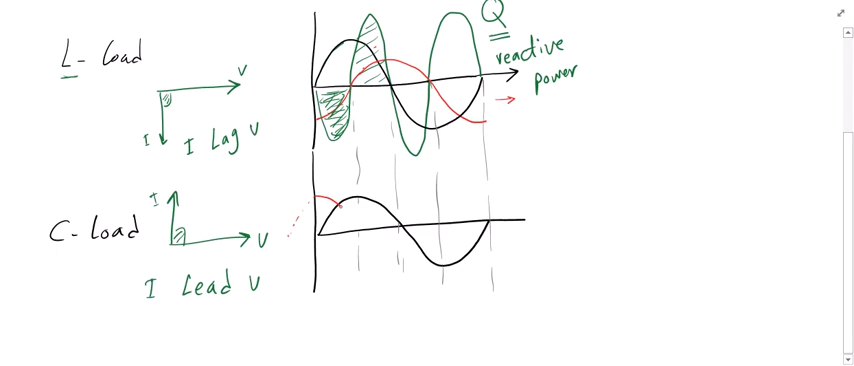 L- Load
V
I
I Lag V
Q
reactive
power
C- Load
I
V
I Lead V